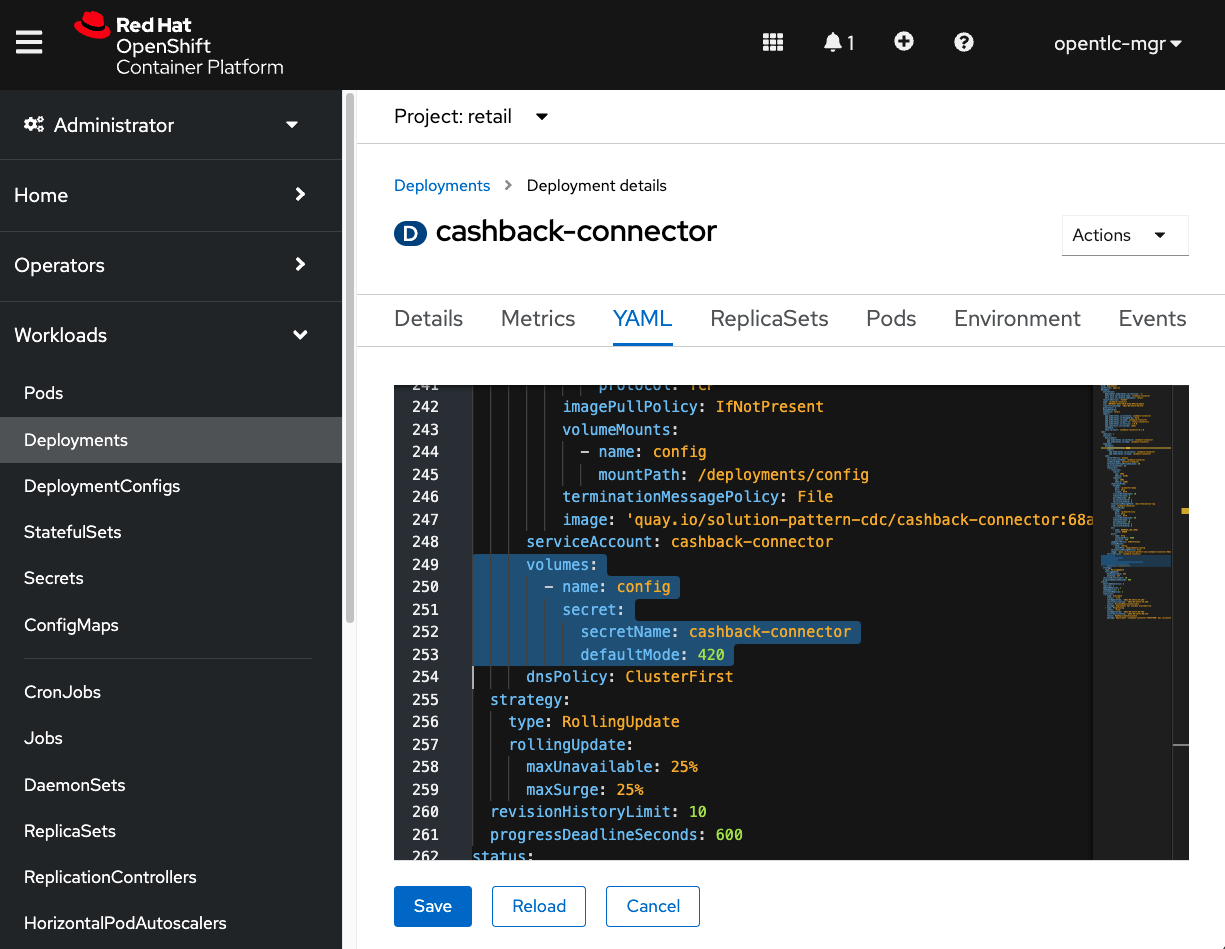 Red Hat
OpenShift
Container Platform
1
opentlc-mgr
Administrator
Home
Operators
Workloads
Pods
Deployments
DeploymentConfigs
StatefulSets
Secrets
ConfigMaps
CronJobs
Jobs
DaemonSets
ReplicaSets
ReplicationControllers
HorizontalPodAutoscalers
Project: retail
Deployments > Deployment details
D cashback-connector
Actions
Details Metrics YAML ReplicaSets Pods Environment Events
241 protocol: TCP
242 imagePullPolicy: IfNotPresent
243 volumeMounts:
244 - name: config
245 mountPath: /deployments/config
246 terminationMessagePolicy: File
247 image: 'quay.io/solution-pattern-cdc/cashback-connector:68a
248 serviceAccount: cashback-connector
249 volumes:
250 - name: config
251 secret:
252 secretName: cashback-connector
253 defaultMode: 420
254 dnsPolicy: ClusterFirst
255 strategy:
256 type: RollingUpdate
257 rollingUpdate:
258 maxUnavailable: 25%
259 maxSurge: 25%
260 revisionHistoryLimit: 10
261 progressDeadlineSeconds: 600
262 status:
Save Reload Cancel